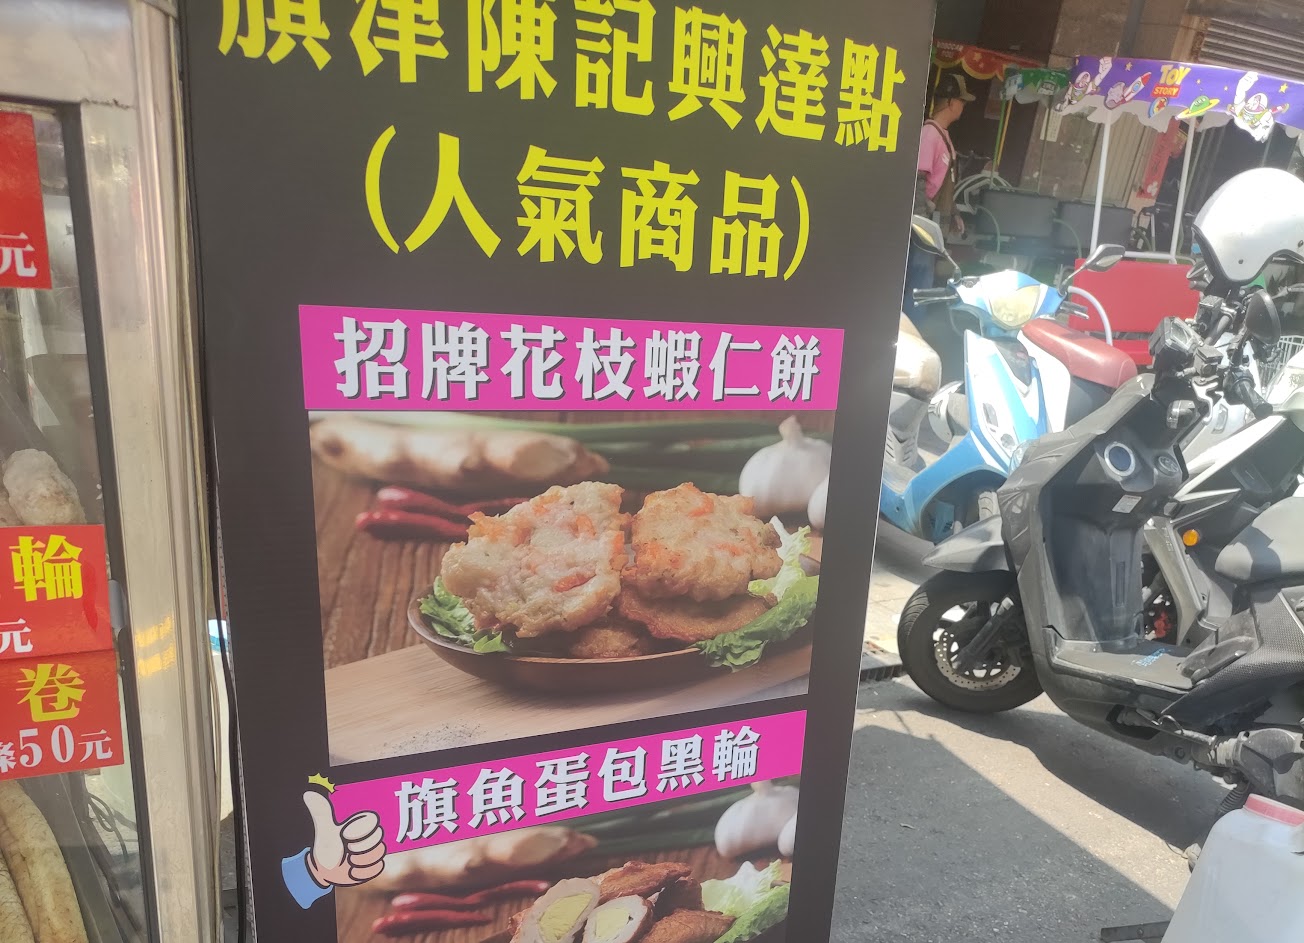 旗津陳記興達點
(人氣商品)
招牌花枝蝦仁餅
旗魚蛋包黑輪
元
輪
元
卷
條50元
TOY
STORY